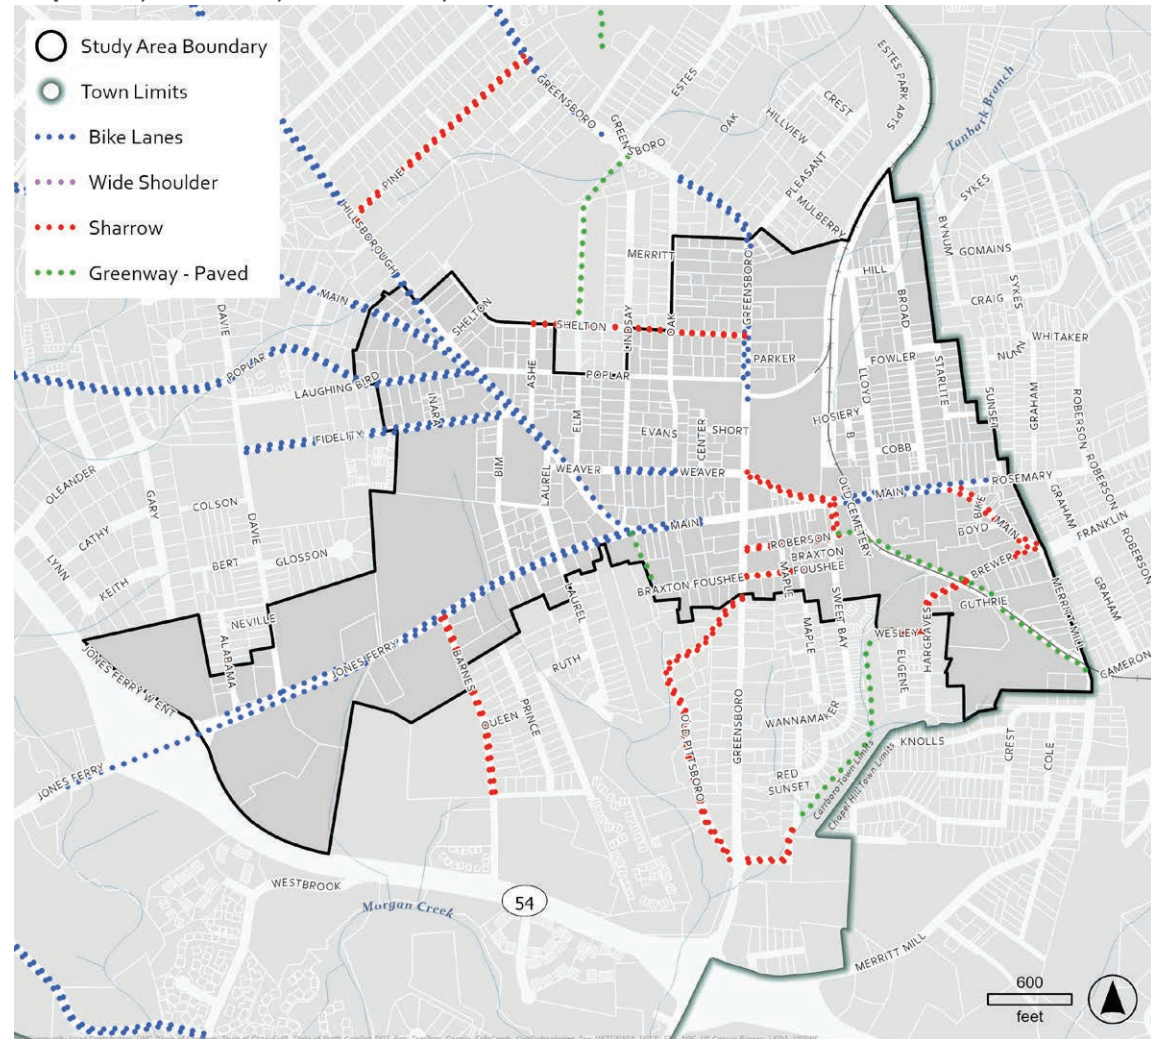 Study Area Boundary
Town Limits
Bike Lanes
Wide Shoulder
Sharrow
Greenway - Paved
GREENSBORO
ESTES
ESTES PARK APTS
Tanbark Branch
CREST
HILLVIEW
OAK
GREENSBORO
PLEASANT
MULBERRY
SYKES
PINE
HILLSBOROUGH
BYNUM
GOMAINS
MERRITT
HILL
SYKES
MAIN
SHELTON
BROAD
CRAIG
DAVIE
SHELTON
LINDSAY
OAK
GREENSBORO
WHITAKER
NUNN
POPLAR
PARKER
FOWLER
LAUGHING BIRD
ASHE
POPLAR
LLOYD
STARLITE
SUNSET
GRAHAM
ROBERSON
INARA
ELM
HOSIERY
B
FIDELITY
EVANS
CENTER
SHORT
COBB
OLEANDER
GARY
COLSON
BIM
LAUREL
WEAVER
WEAVER
ROSEMARY
ROBERSON
MAIN
OLD CEMETERY
BIKE
CATHY
DAVIE
MAIN
BOYD
MAIN
GRAHAM
FRANKLIN
LYNN
KEITH
BERT
GLOSSON
ROBERSON
BRAXTON
FOUSHEE
BREWER
ROBERSON
BRAXTON FOUSHEE
MAPLE
LAUREL
GUTHRIE
MERRITT MILL
GRAHAM
NEVILLE
ALABAMA
SWEET BAY
HARGRAVES
WESLEY
MAPLE
EUGENE
JONES FERRY W ENT
JONES FERRY
BARNES
RUTH
CAMERON
PRINCE
QUEEN
OLD PITTSBORO
GREENSBORO
WANNAMAKER
KNOLLS
CREST
COLE
JONES FERRY
RED
SUNSET
Carrboro Town Limits
Chapel Hill Town Limits
WESTBROOK
54
Morgan Creek
MERRITT MILL
600
feet